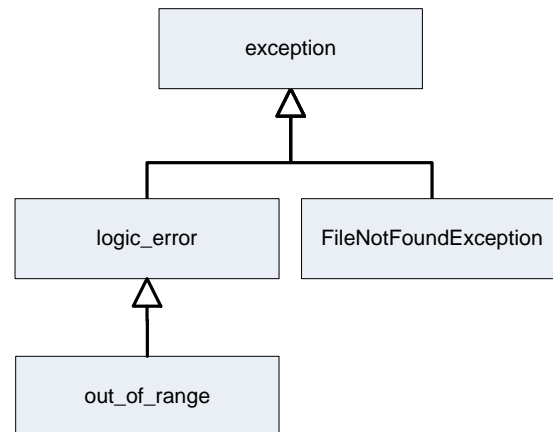 exception
logic_error
FileNotFoundException
out_of_range